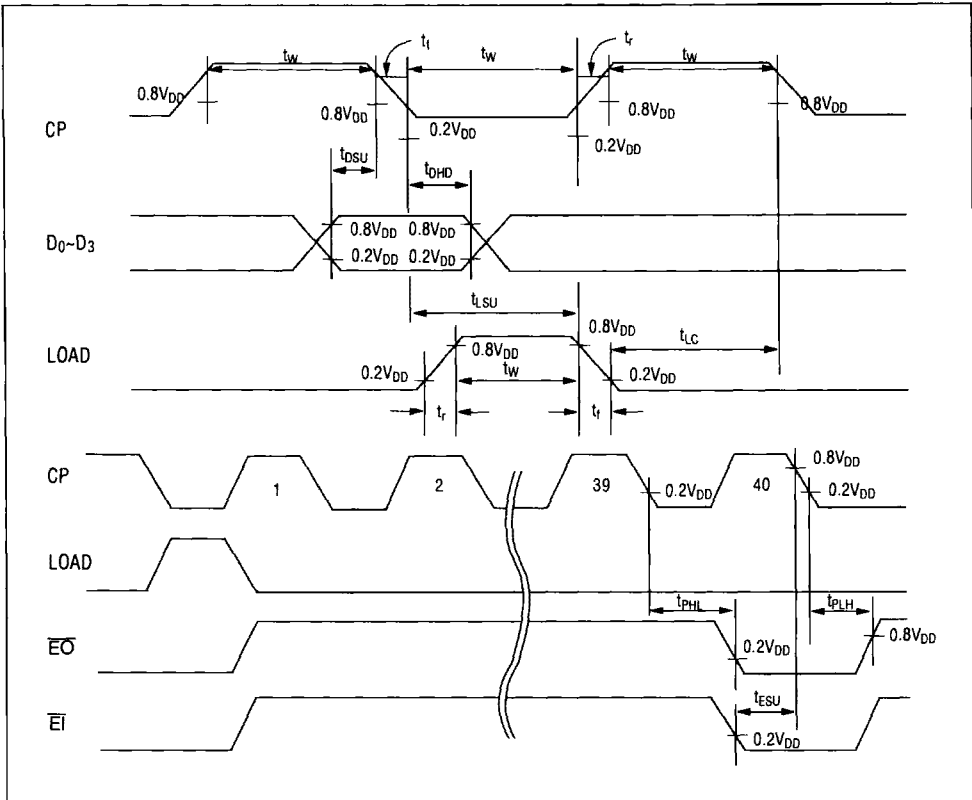 tf
tr
tW
tW
tW
0.8VDD
0.8VDD
0.8VDD
0.8VDD
CP
0.2VDD
0.2VDD
tDSU
tDHD
D0~D3
0.8VDD 0.8VDD
0.2VDD 0.2VDD
tLSU
0.8VDD
tLC
LOAD
0.8VDD
0.2VDD
tW
0.2VDD
tr
tf
CP
1
2
39
0.2VDD
40
0.8VDD
0.2VDD
LOAD
tPHL
tPLH
EO
0.2VDD
0.8VDD
tESU
EI
0.2VDD